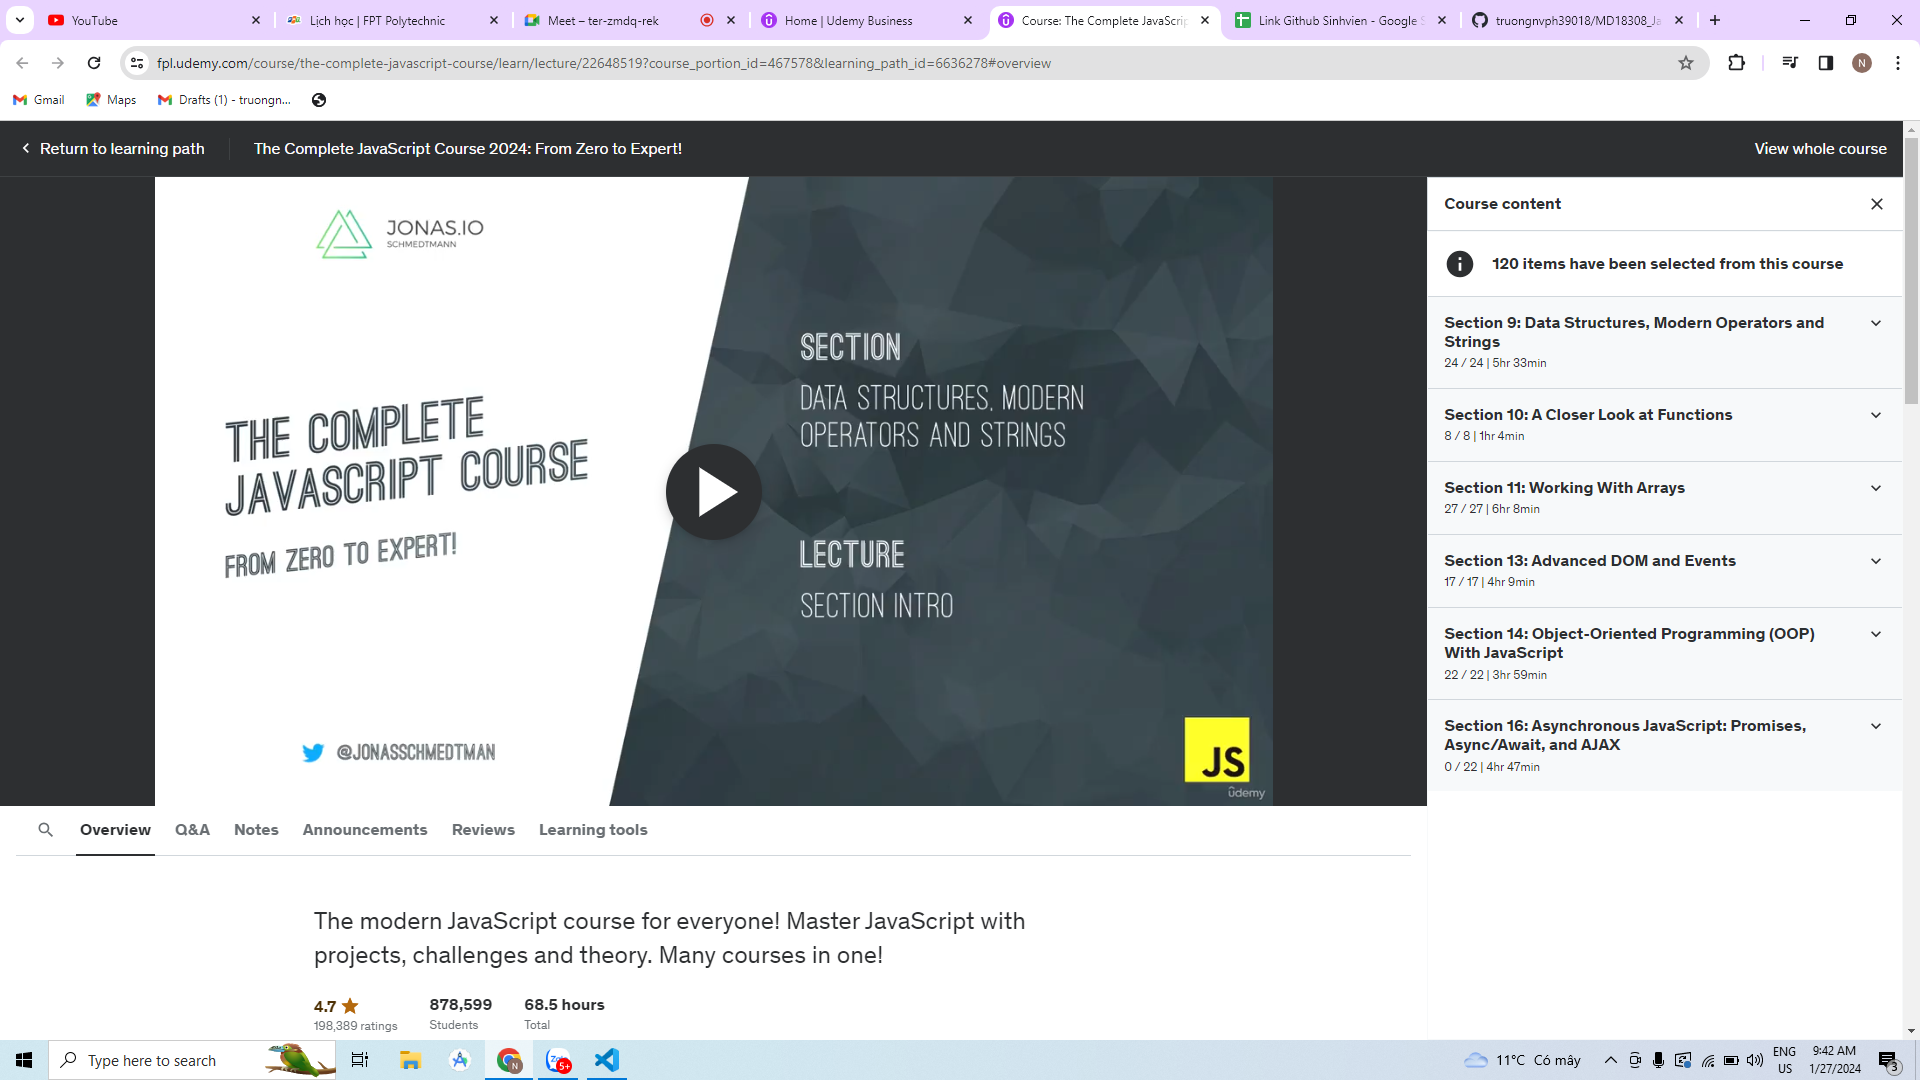 YouTube
Lịch học | FPT Polytechnic
Meet – ter-zmdq-rek
Home | Udemy Business
Course: The Complete JavaScrip
Link Github Sinhvien - Google S
truongnvph39018/MD18308_Ja
fpl.udemy.com/course/the-complete-javascript-course/learn/lecture/22648519?course_portion_id=467578&learning_path_id=6636278#overview
N
Gmail
Maps
Drafts (1) - truongn...
Return to learning path
The Complete JavaScript Course 2024: From Zero to Expert!
View whole course
JONAS.IO
SCHMEDTMANN
THE COMPLETE
JAVASCRIPT COURSE
FROM ZERO TO EXPERT!
@JONASSCHMEDTMAN
SECTION
DATA STRUCTURES, MODERN
OPERATORS AND STRINGS
LECTURE
SECTION INTRO
JS
udemy
Course content
120 items have been selected from this course
Section 9: Data Structures, Modern Operators and
Strings
24 / 24 | 5hr 33min
Section 10: A Closer Look at Functions
8 / 8 | 1hr 4min
Section 11: Working With Arrays
27 / 27 | 6hr 8min
Section 13: Advanced DOM and Events
17 / 17 | 4hr 9min
Section 14: Object-Oriented Programming (OOP)
With JavaScript
22 / 22 | 3hr 59min
Section 16: Asynchronous JavaScript: Promises,
Async/Await, and AJAX
0 / 22 | 4hr 47min
Overview
Q&A
Notes
Announcements
Reviews
Learning tools
The modern JavaScript course for everyone! Master JavaScript with
projects, challenges and theory. Many courses in one!
4.7
198,389 ratings
878,599
Students
68.5 hours
Total
Type here to search
N
Zalo
5+
11°C Có mây
ENG
US
9:42 AM
1/27/2024
3